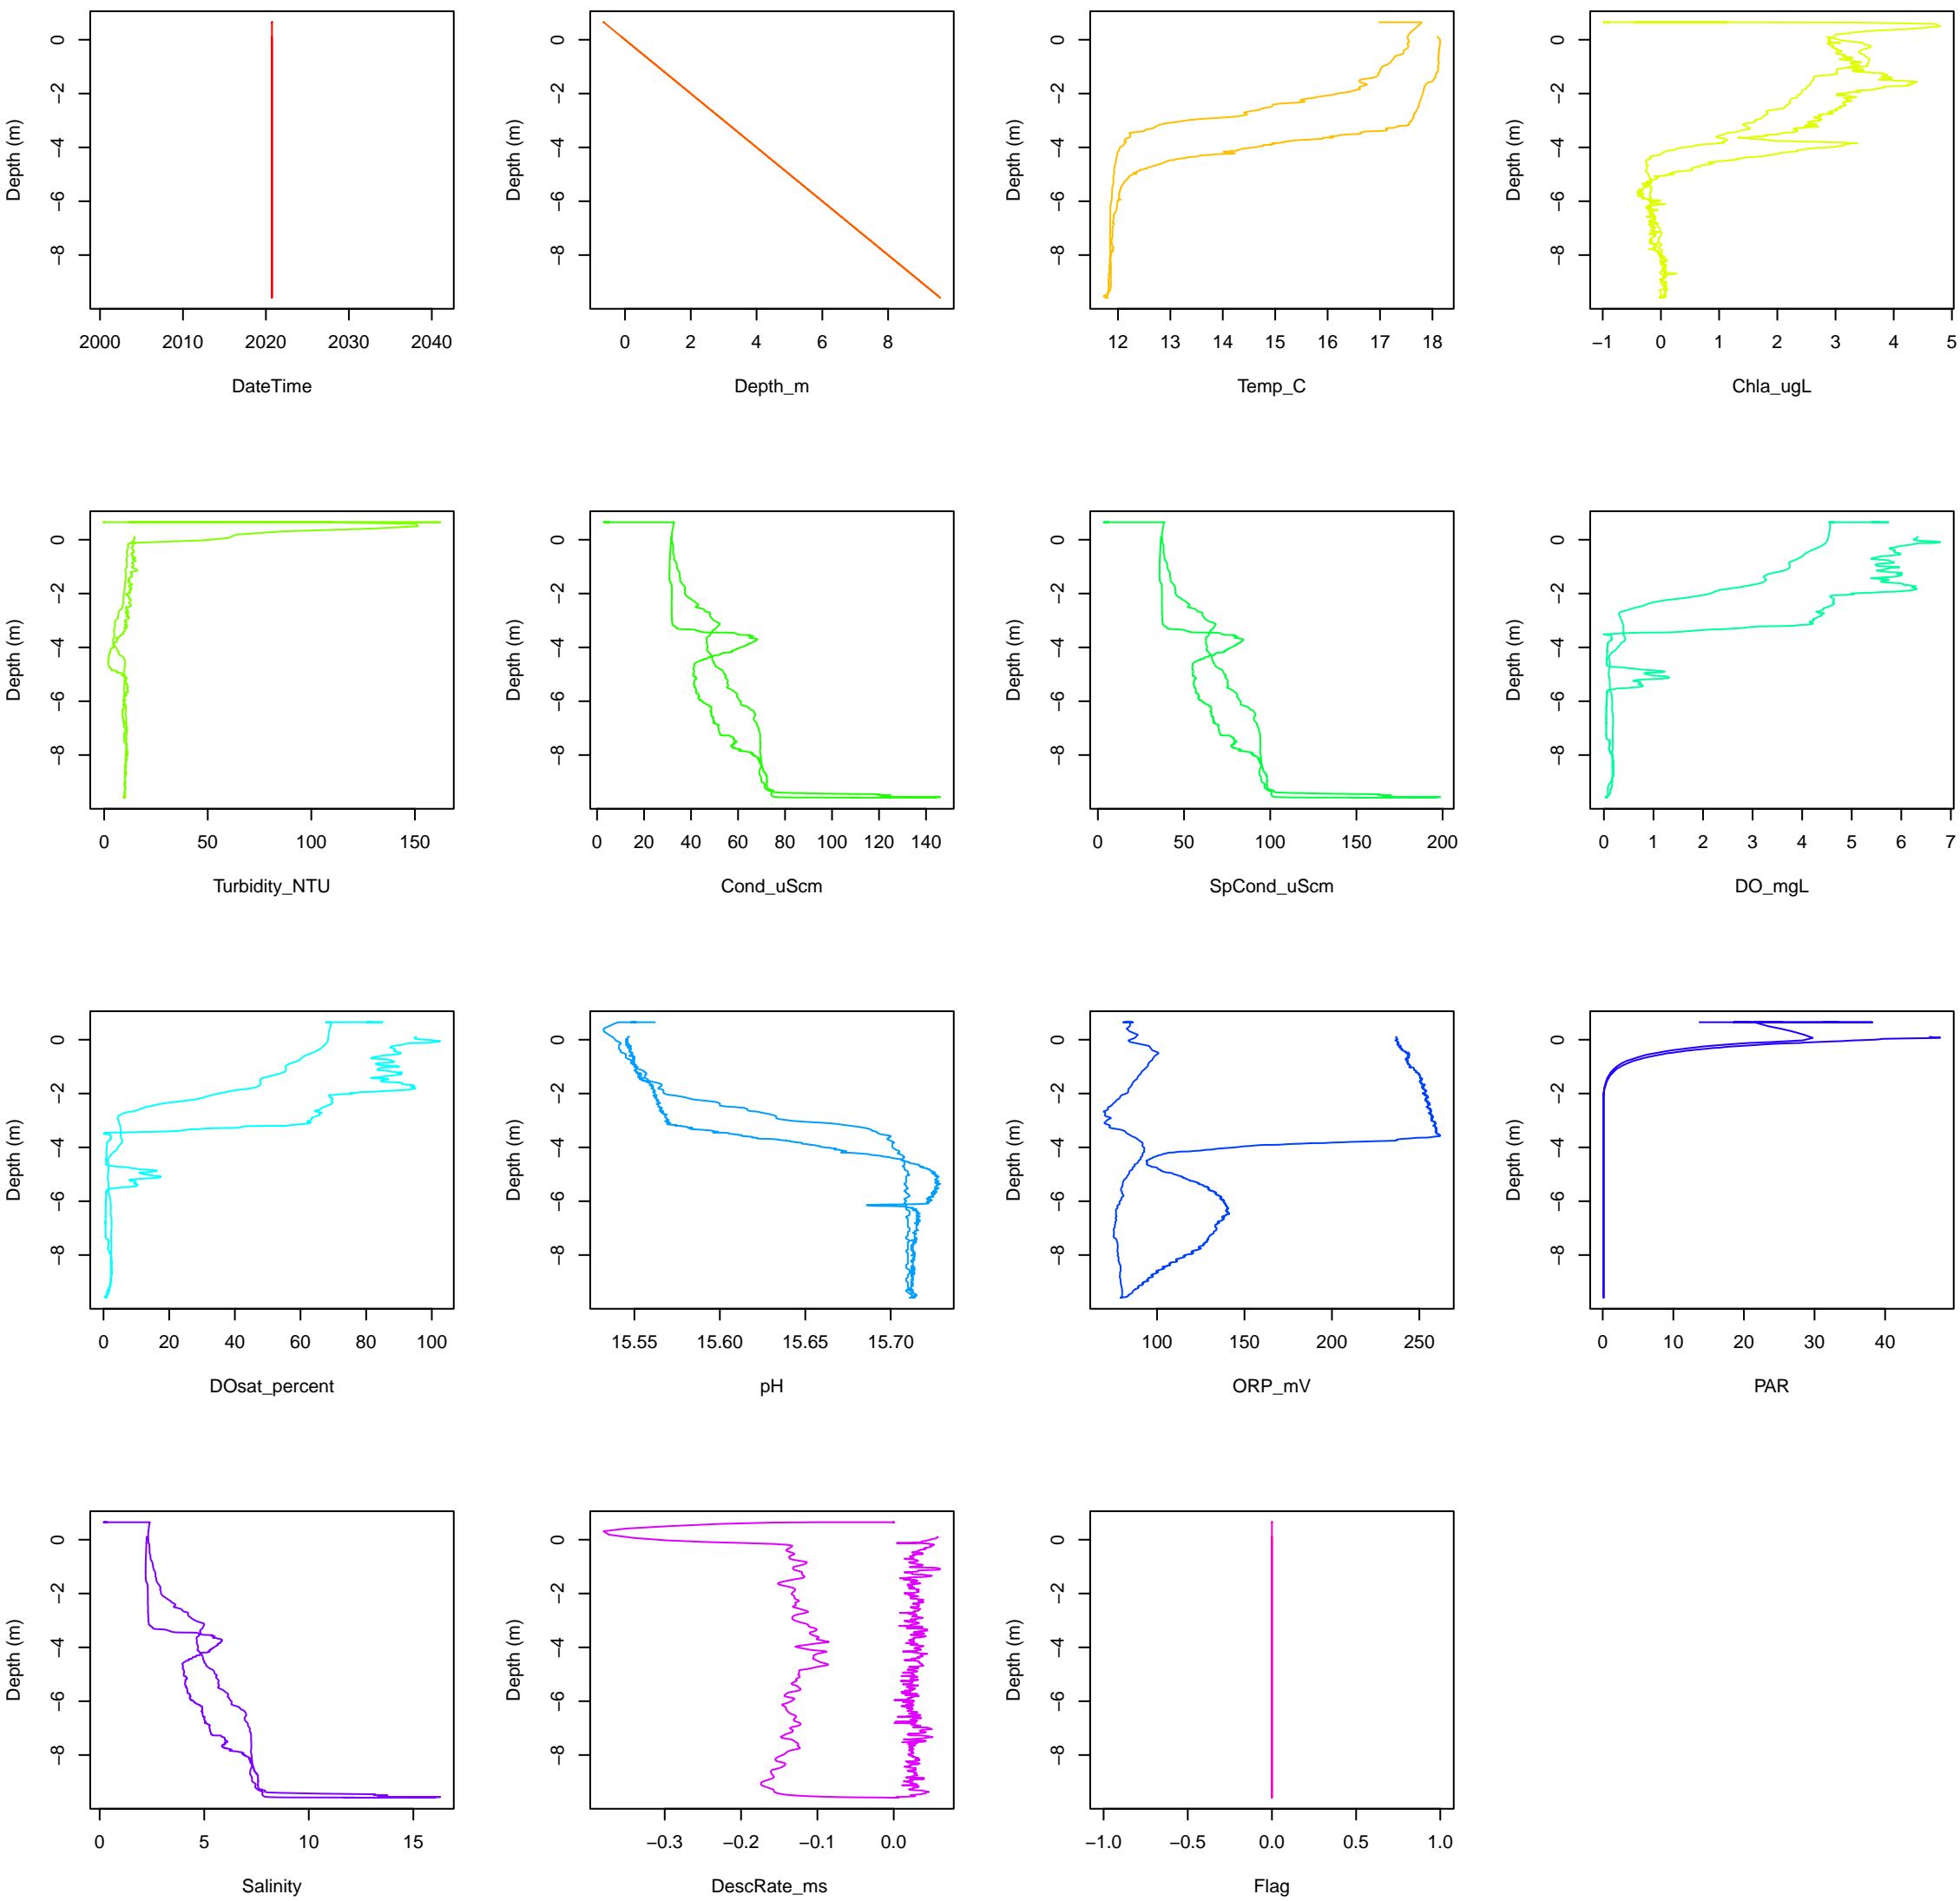 Depth (m)
0
−2
−4
−6
−8
2000 2010 2020 2030 2040
DateTime
Depth (m)
0
−2
−4
−6
−8
0 2 4 6 8
Depth_m
Depth (m)
0
−2
−4
−6
−8
12 13 14 15 16 17 18
Temp_C
Depth (m)
0
−2
−4
−6
−8
−1 0 1 2 3 4 5
Chla_ugL
Depth (m)
0
−2
−4
−6
−8
0 50 100 150
Turbidity_NTU
Depth (m)
0
−2
−4
−6
−8
0 20 40 60 80 100 120 140
Cond_uScm
Depth (m)
0
−2
−4
−6
−8
0 50 100 150 200
SpCond_uScm
Depth (m)
0
−2
−4
−6
−8
0 1 2 3 4 5 6 7
DO_mgL
Depth (m)
0
−2
−4
−6
−8
0 20 40 60 80 100
DOsat_percent
Depth (m)
0
−2
−4
−6
−8
15.55 15.60 15.65 15.70
pH
Depth (m)
0
−2
−4
−6
−8
100 150 200 250
ORP_mV
Depth (m)
0
−2
−4
−6
−8
0 10 20 30 40
PAR
Depth (m)
0
−2
−4
−6
−8
0 5 10 15
Salinity
Depth (m)
0
−2
−4
−6
−8
−0.3 −0.2 −0.1 0.0
DescRate_ms
Depth (m)
0
−2
−4
−6
−8
−1.0 −0.5 0.0 0.5 1.0
Flag